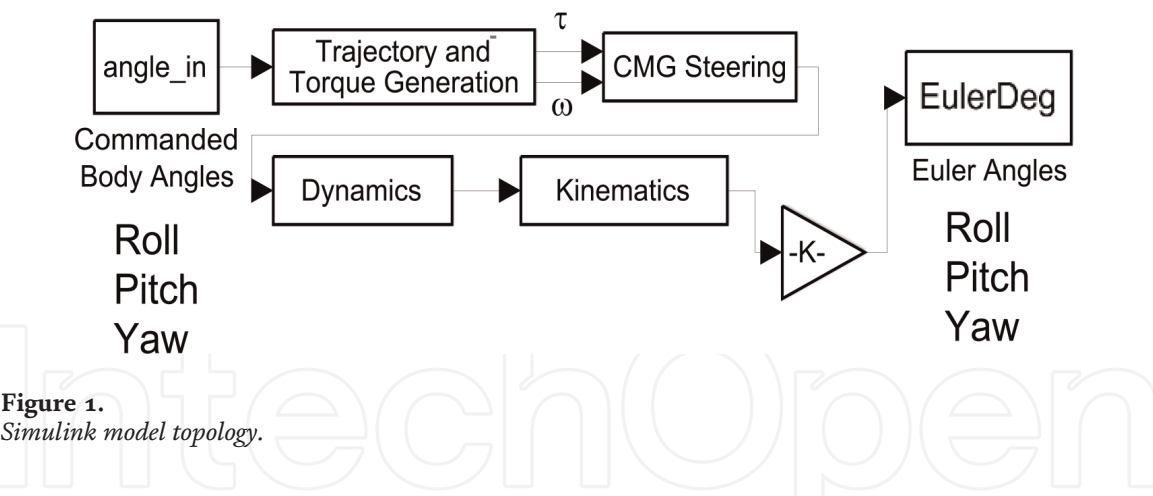 angle_in
Commanded
Body Angles
Roll
Pitch
Yaw
Trajectory and
Torque Generation
τ
ω
CMG Steering
Dynamics
Kinematics
-K-
EulerDeg
Euler Angles
Roll
Pitch
Yaw
Figure 1.
Simulink model topology.
IntechOpen